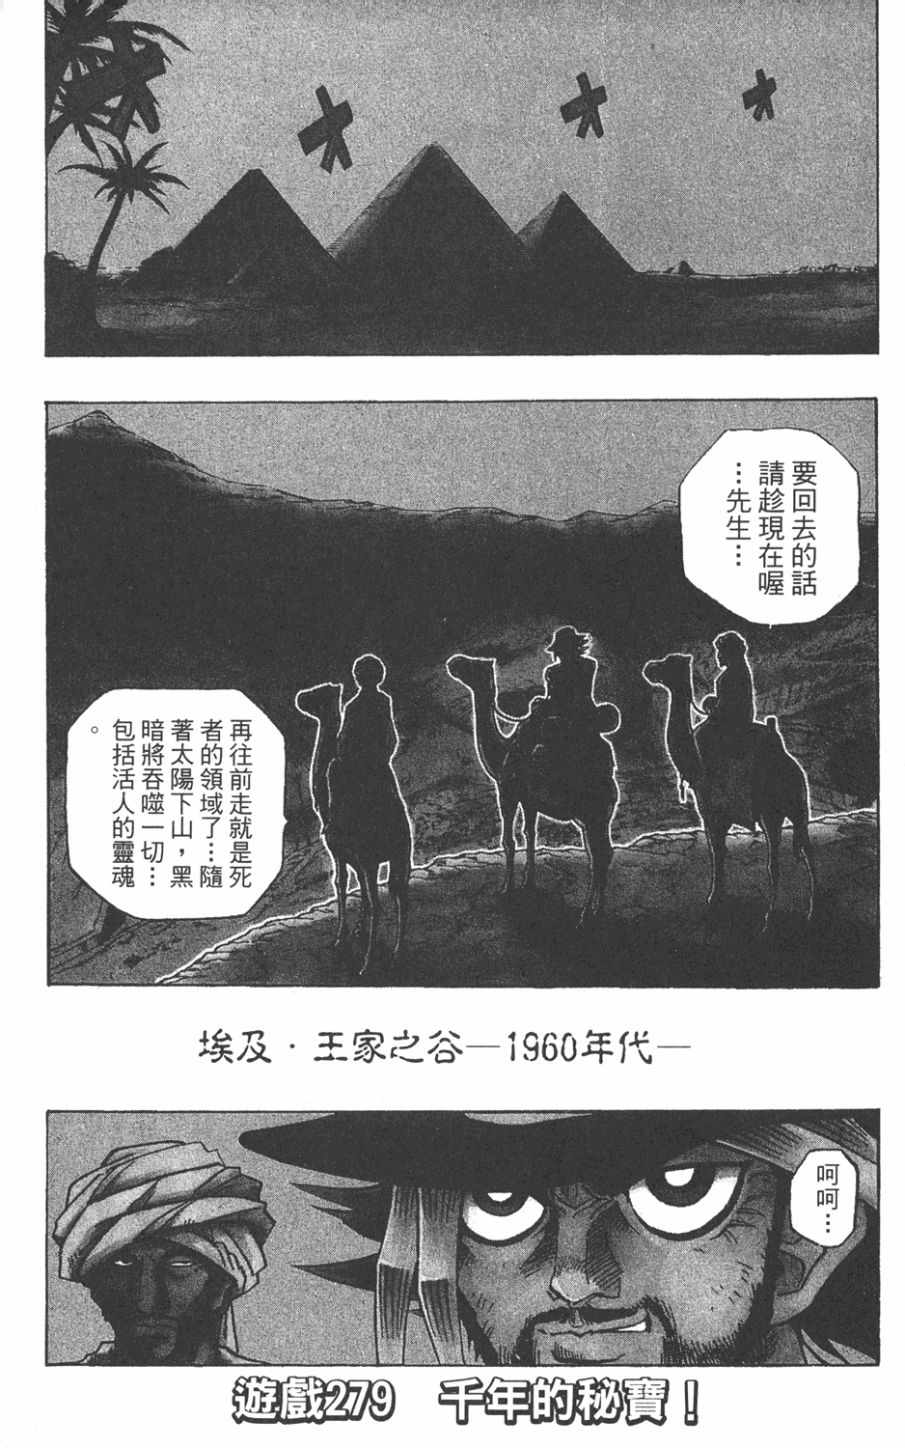 要回去的話
請趁現在喔
…先生…
再往前走就是死
者的領域了…隨
著太陽下山，黑
暗將吞噬一切…
包括活人的靈魂
。
埃及・王家之谷—1960年代—
呵呵…
遊戲279　千年的秘寶！